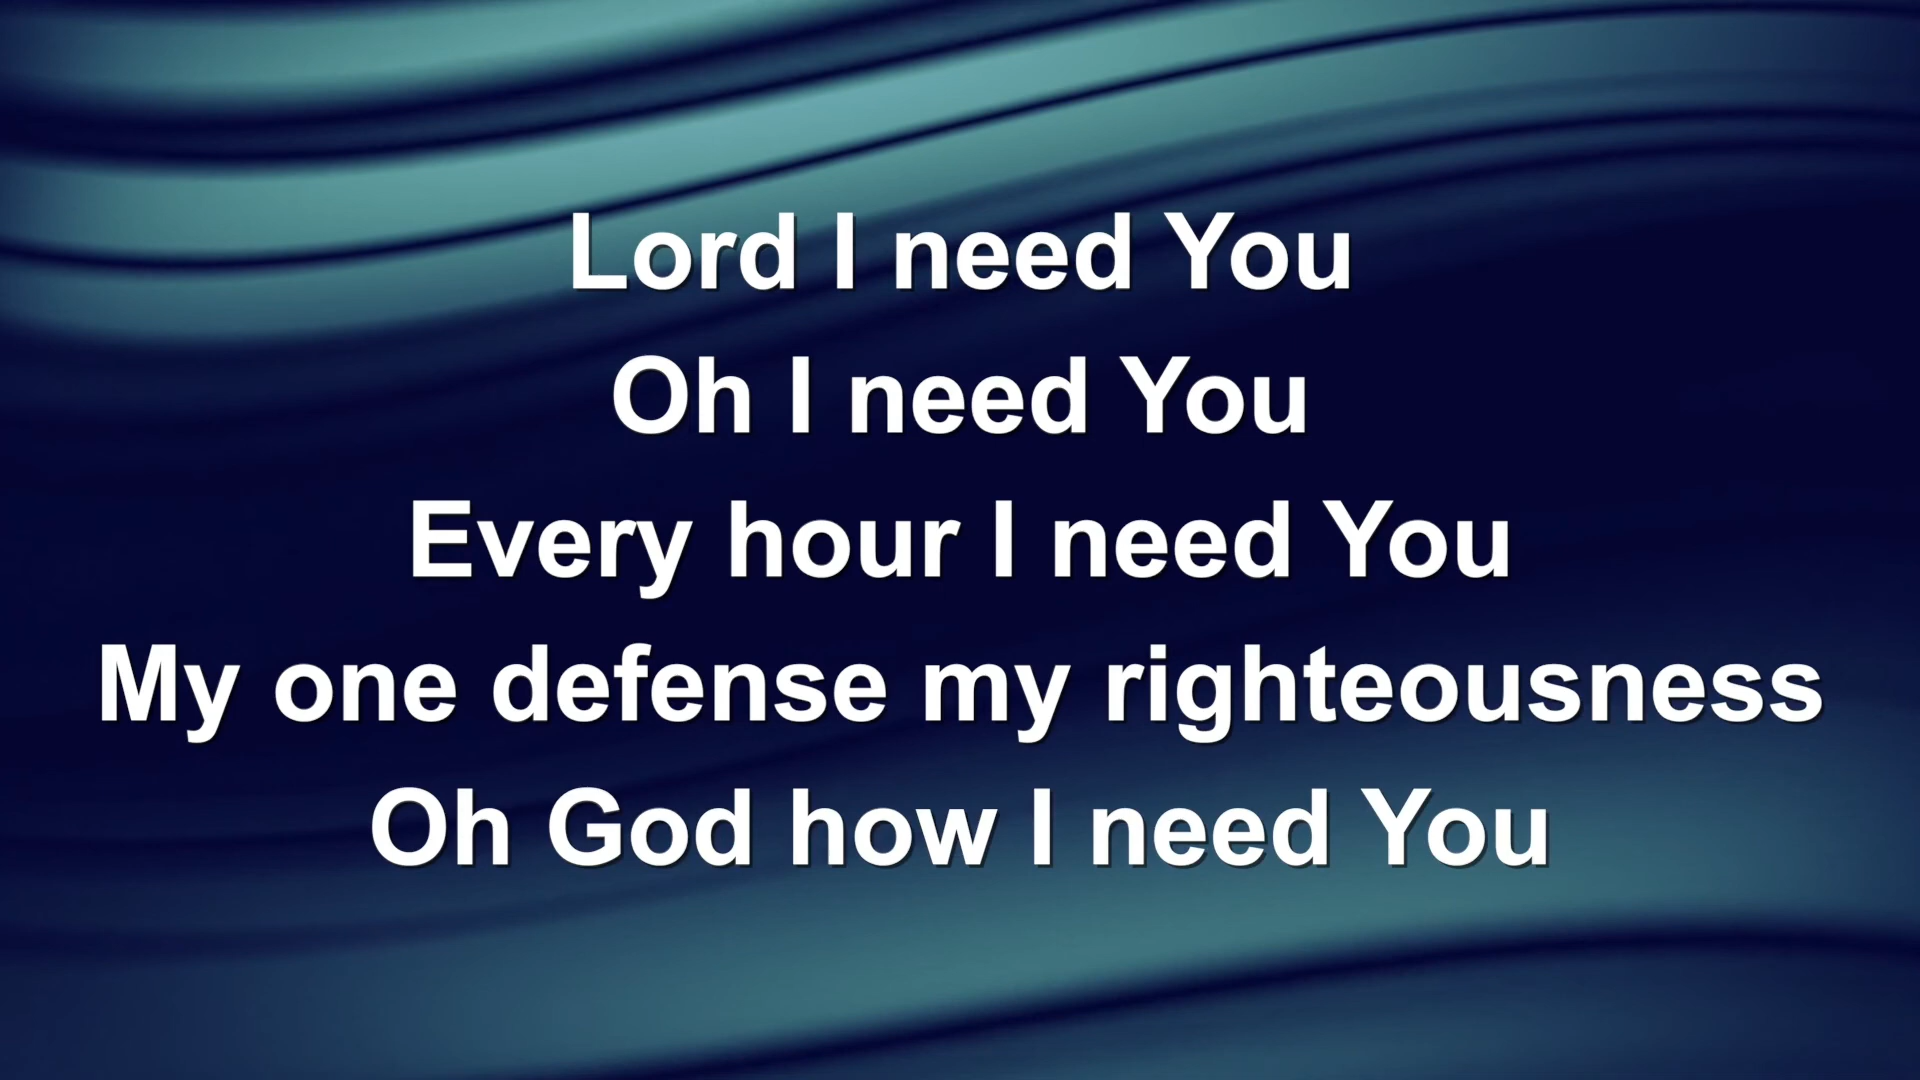 Lord I need You
Oh I need You
Every hour I need You
My one defense my righteousness
Oh God how I need You